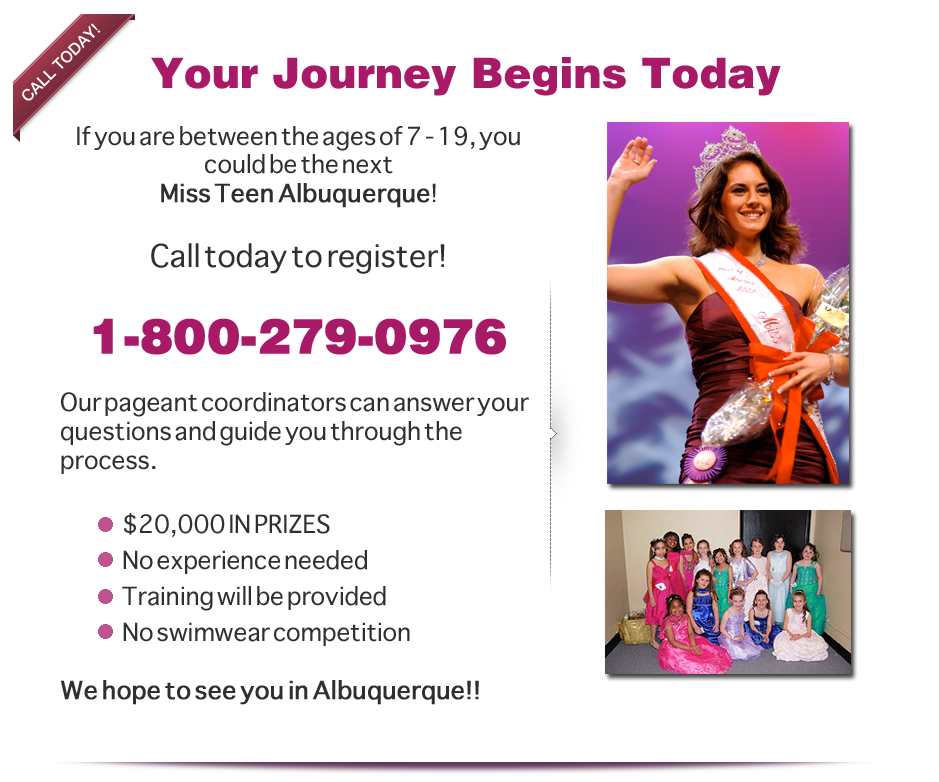 CALL TODAY!
Your Journey Begins Today
If you are between the ages of 7 - 19, you
could be the next
Miss Teen Albuquerque!
Call today to register!
1-800-279-0976
Our pageant coordinators can answer your
questions and guide you through the
process.
$20,000 IN PRIZES
No experience needed
Training will be provided
No swimwear competition
We hope to see you in Albuquerque!!
America
Miss